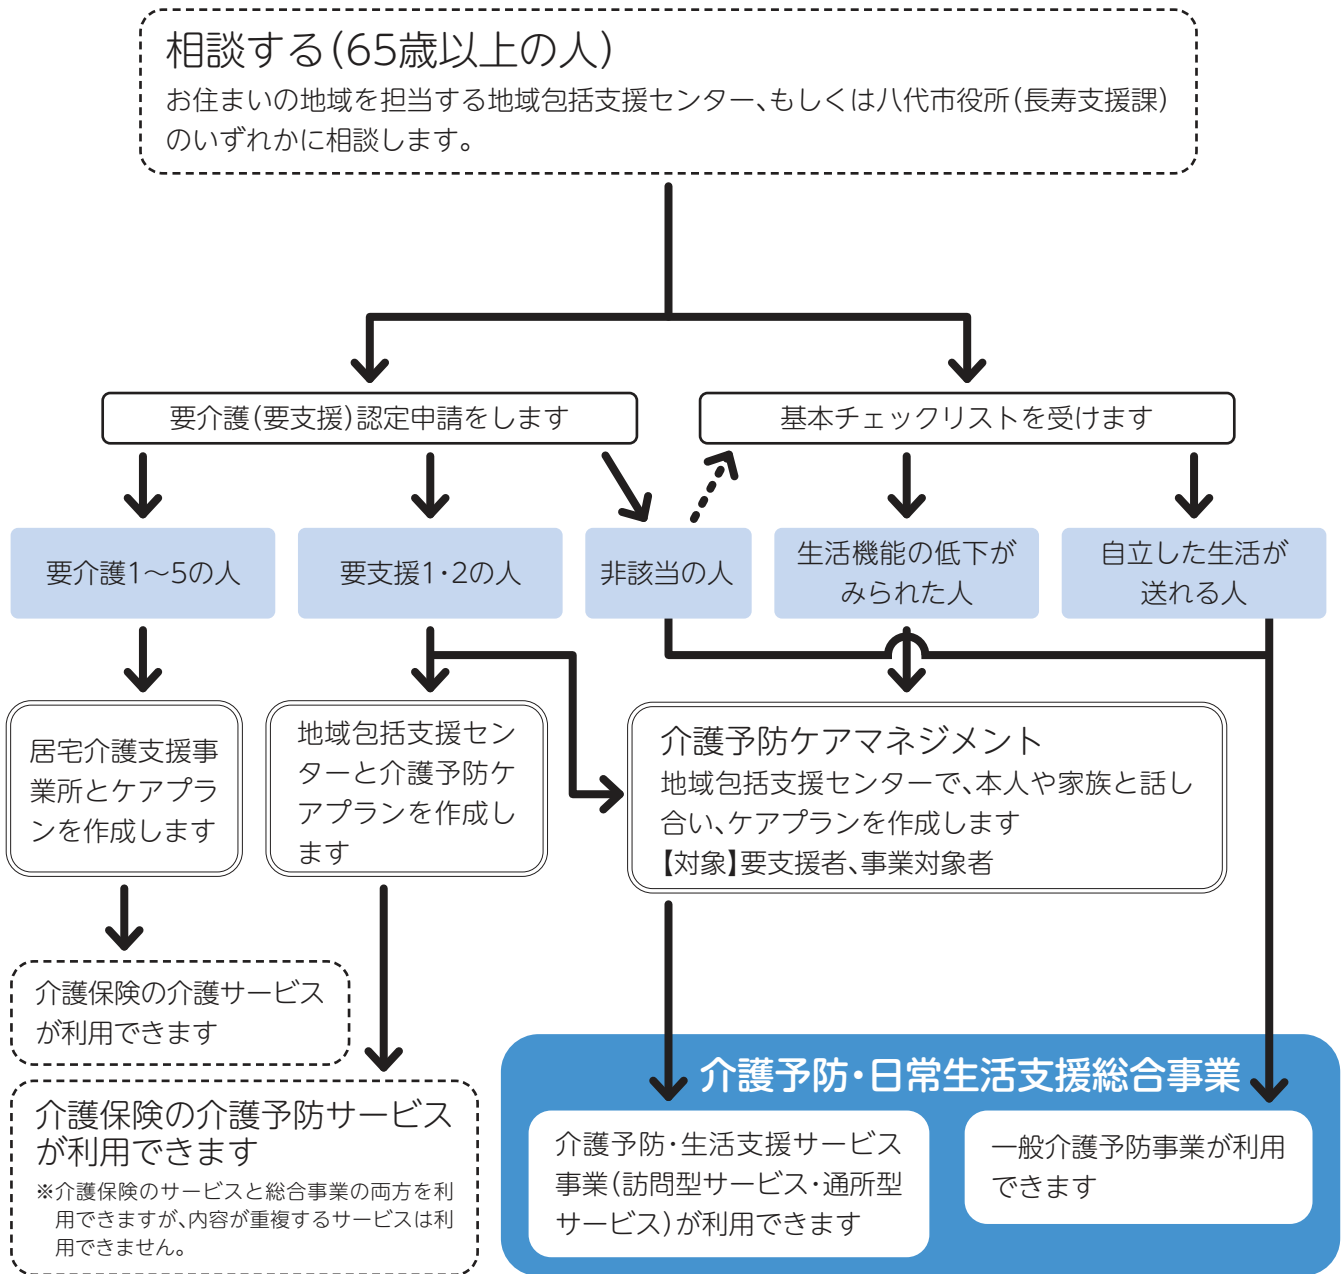 相談する(65歳以上の人)
お住まいの地域を担当する地域包括支援センター、もしくは八代市役所(長寿支援課)
のいずれかに相談します。
要介護(要支援)認定申請をします
基本チェックリストを受けます
要介護1～5の人
要支援1・2の人
非該当の人
生活機能の低下が
みられた人
自立した生活が
送れる人
居宅介護支援事
業所とケアプラ
ンを作成します
地域包括支援セン
ターと介護予防ケ
アプランを作成し
ます
介護予防ケアマネジメント
地域包括支援センターで、本人や家族と話し
合い、ケアプランを作成します
【対象】要支援者、事業対象者
介護保険の介護サービス
が利用できます
介護保険の介護予防サービス
が利用できます
※介護保険のサービスと総合事業の両方を利
用できますが、内容が重複するサービスは利
用できません。
介護予防・日常生活支援総合事業
介護予防・生活支援サービス
事業(訪問型サービス・通所型
サービス)が利用できます
一般介護予防事業が利用
できます